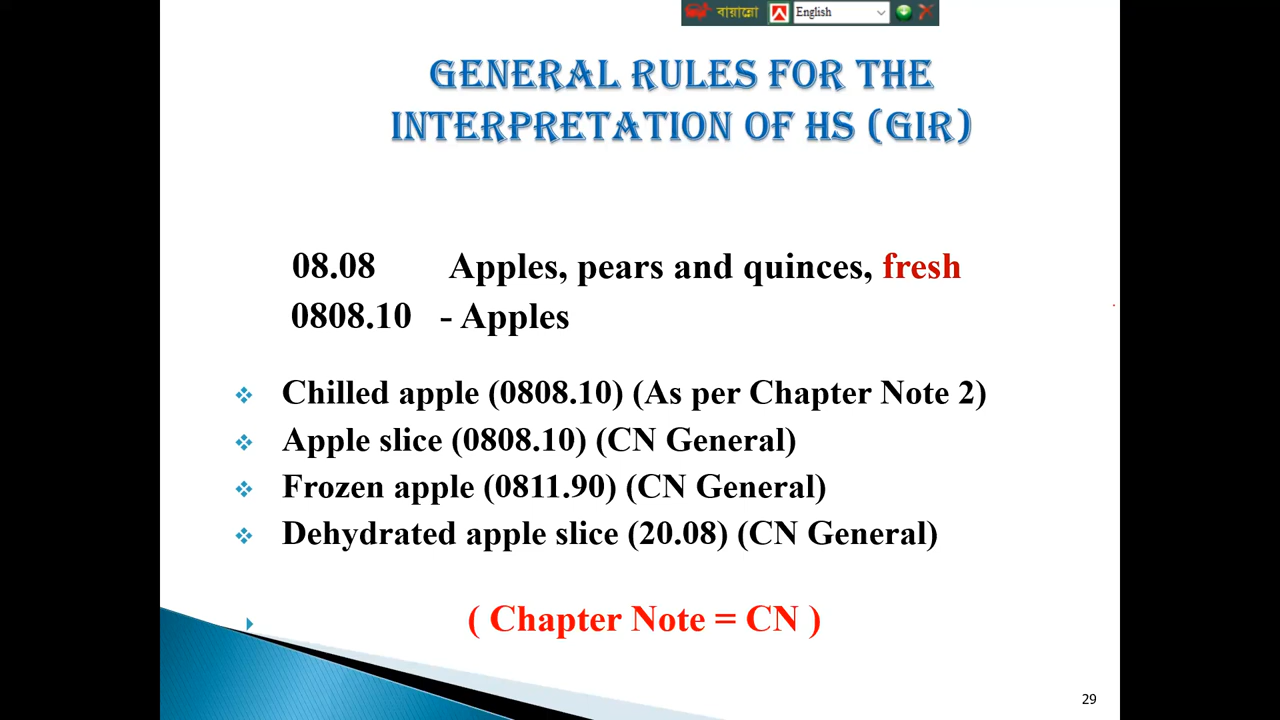 বায়ান্নো English
GENERAL RULES FOR THE
INTERPRETATION OF HS (GIR)
08.08 Apples, pears and quinces, fresh
0808.10 - Apples
Chilled apple (0808.10) (As per Chapter Note 2)
Apple slice (0808.10) (CN General)
Frozen apple (0811.90) (CN General)
Dehydrated apple slice (20.08) (CN General)
( Chapter Note = CN )
29